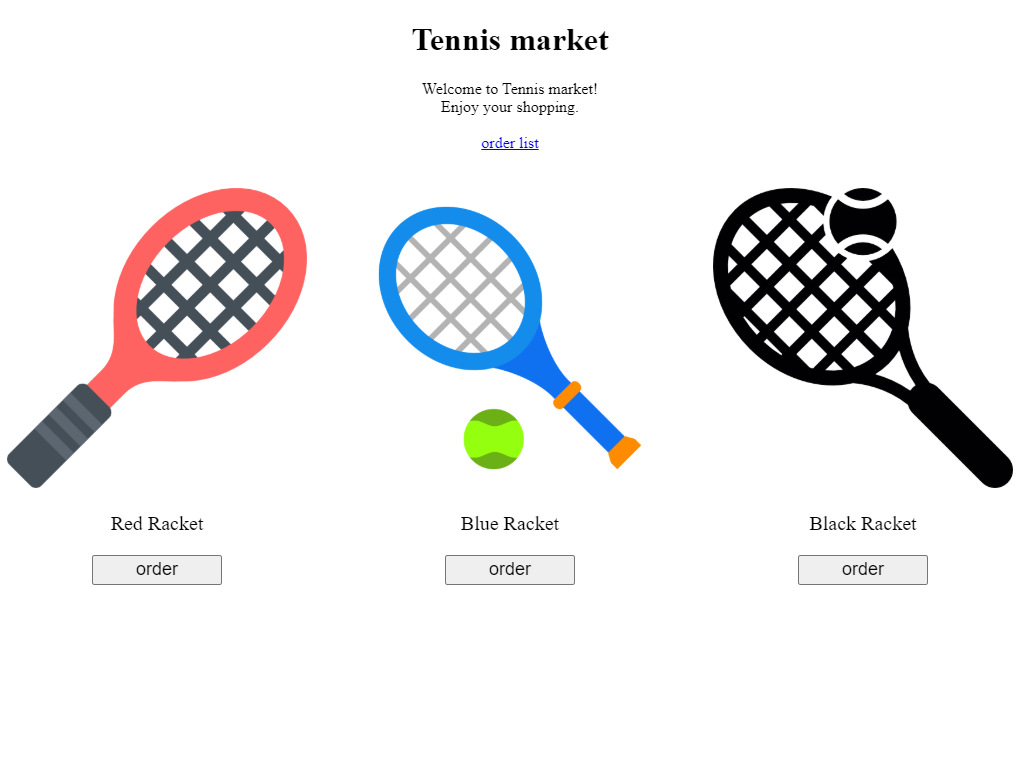 Tennis market
Welcome to Tennis market!
Enjoy your shopping.
order list
Red Racket
Blue Racket
Black Racket
order
order
order